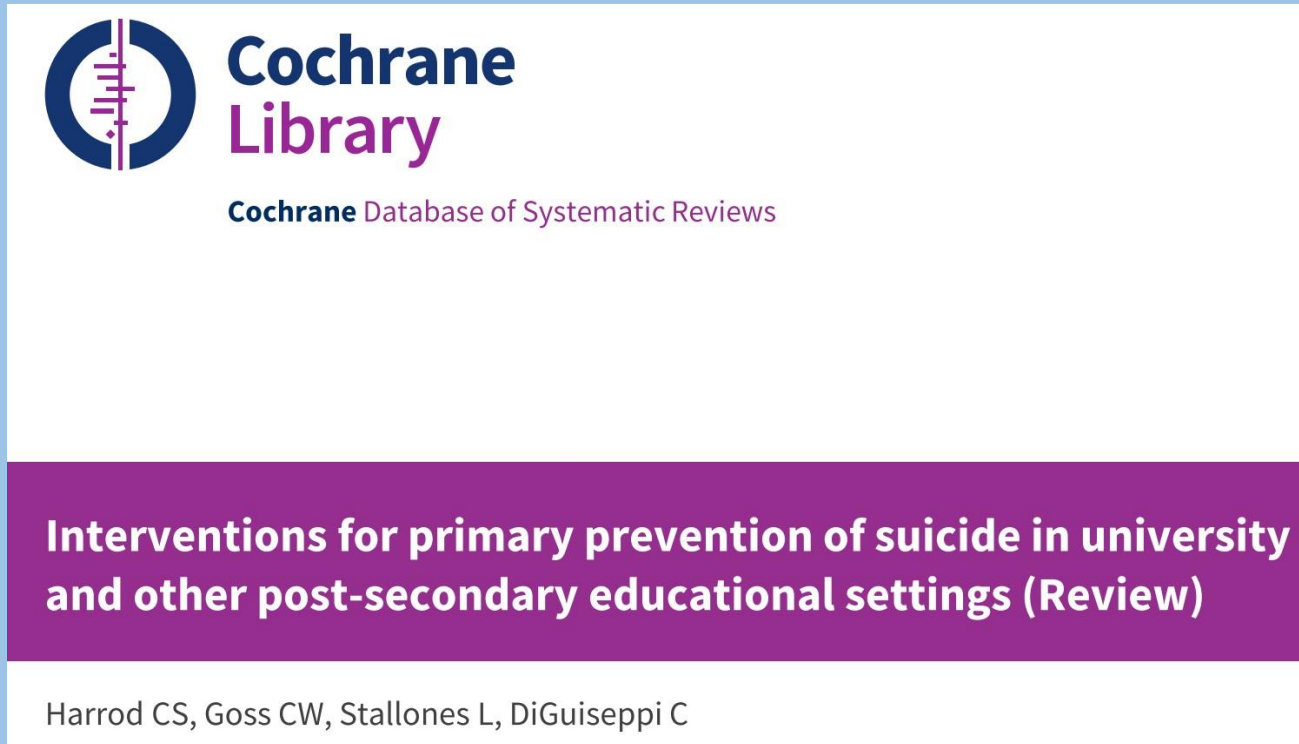 Cochrane
Library
Cochrane Database of Systematic Reviews
Interventions for primary prevention of suicide in university
and other post-secondary educational settings (Review)
Harrod CS, Goss CW, Stallones L, DiGuiseppi C